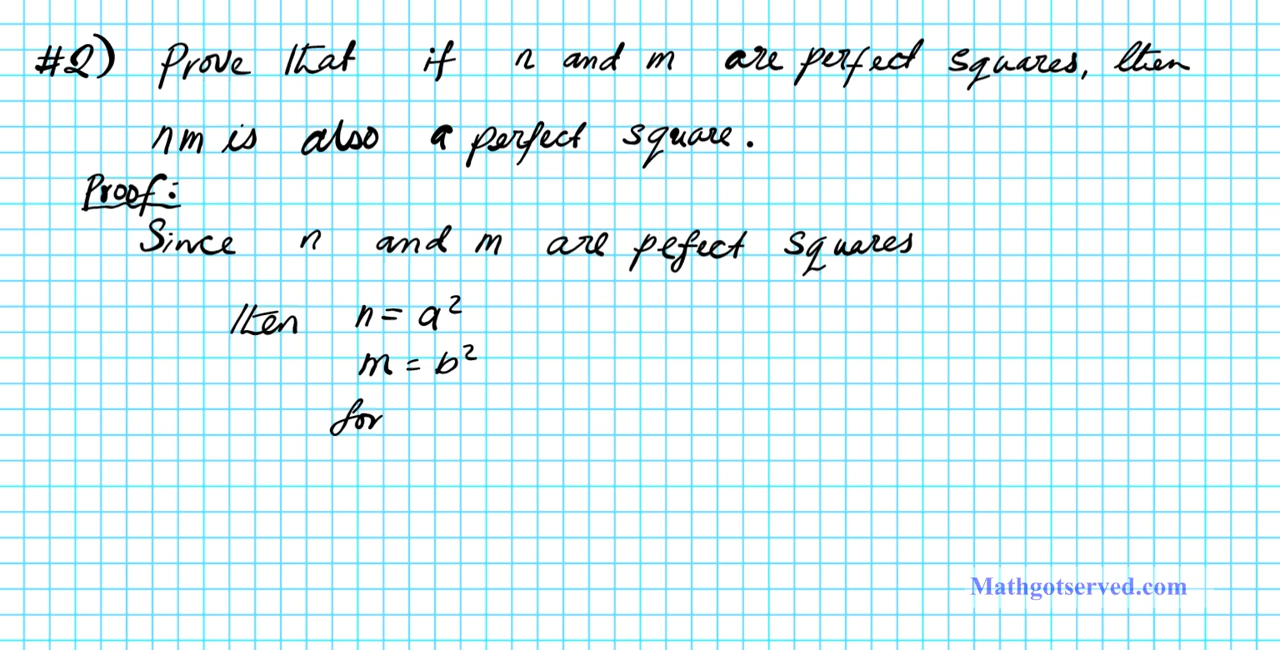 #2) Prove that if n and m are perfect squares, then
nm is also a perfect square.
Proof:
Since n and m are pefect squares
then n = a²
m = b²
for
Mathgotserved.com